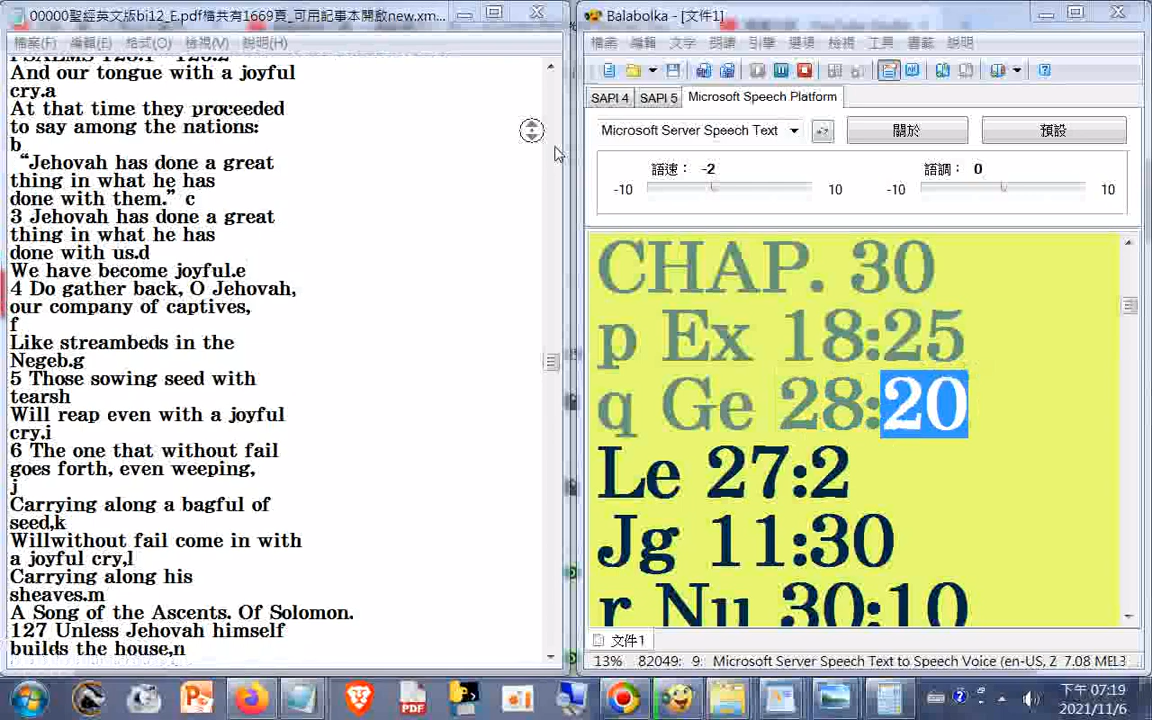 00000聖經英文版bi12_E.pdf檔共有1669頁_可用記事本開啟new.xm...
檔案(F) 編輯(E) 格式(O) 檢視(V) 說明(H)
And our tongue with a joyful
cry.a
At that time they proceeded
to say among the nations:
b
“Jehovah has done a great
thing in what he has
done with them.” c
3 Jehovah has done a great
thing in what he has
done with us.d
We have become joyful.e
4 Do gather back, O Jehovah,
our company of captives,
f
Like streambeds in the
Negeb.g
5 Those sowing seed with
tearsh
Will reap even with a joyful
cry.i
6 The one that without fail
goes forth, even weeping,
j
Carrying along a bagful of
seed,k
Willwithout fail come in with
a joyful cry,l
Carrying along his
sheaves.m
A Song of the Ascents. Of Solomon.
127 Unless Jehovah himself
builds the house,n
Balabolka - [文件1]
檔案 編輯 文字 朗讀 引擎 選項 檢視 工具 書籤 說明
SAPI 4 SAPI 5 Microsoft Speech Platform
Microsoft Server Speech Text 關於 預設
語速： -2 語調： 0
-10 10 -10 10
CHAP. 30
p Ex 18:25
q Ge 28:20
Le 27:2
Jg 11:30
r Nu 30:10
文件1
13% 82049: 9: Microsoft Server Speech Text to Speech Voice (en-US, Z 7.08 MB
PDF
下午 07:19
2021/11/6